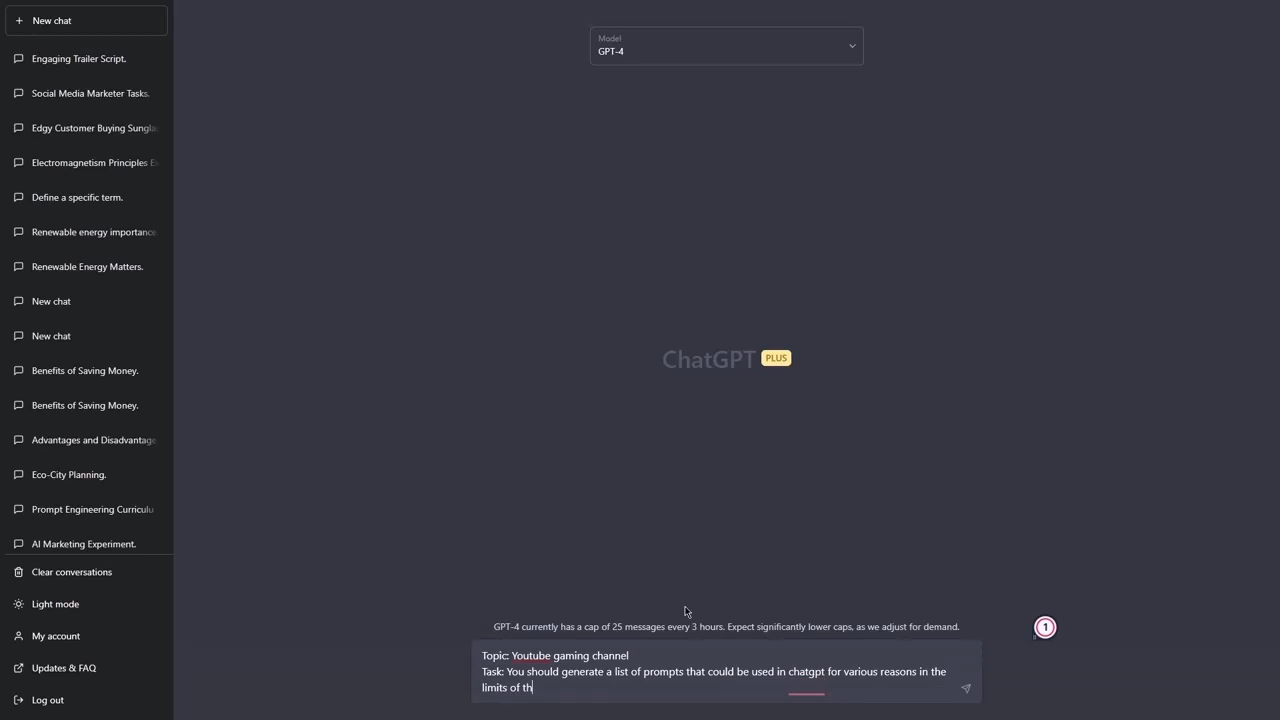 New chat
Engaging Trailer Script.
Social Media Marketer Tasks.
Edgy Customer Buying Sungla
Electromagnetism Principles E
Define a specific term.
Renewable energy importance
Renewable Energy Matters.
New chat
New chat
Benefits of Saving Money.
Benefits of Saving Money.
Advantages and Disadvantage
Eco-City Planning.
Prompt Engineering Curriculu
AI Marketing Experiment.
Clear conversations
Light mode
My account
Updates & FAQ
Log out
Model
GPT-4
ChatGPT PLUS
GPT-4 currently has a cap of 25 messages every 3 hours. Expect significantly lower caps, as we adjust for demand.
1
Topic: Youtube gaming channel
Task: You should generate a list of prompts that could be used in chatgpt for various reasons in the
limits of th